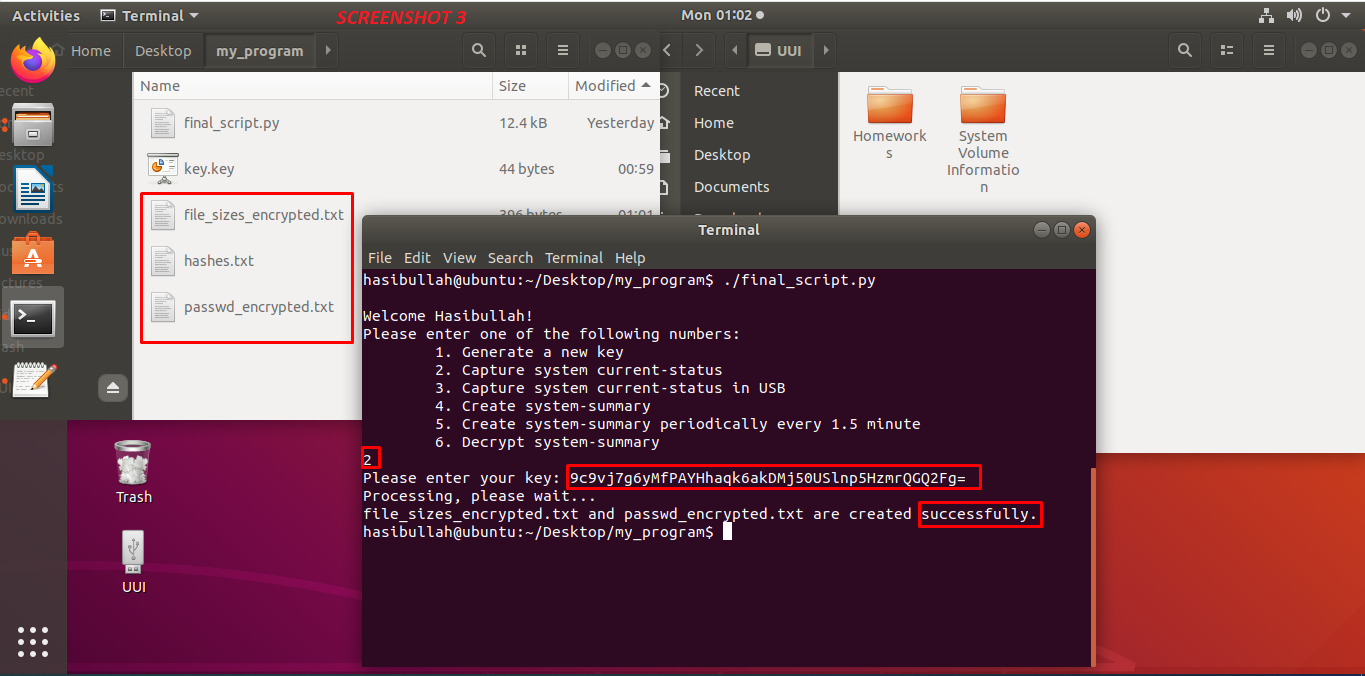 Activities
Terminal
SCREENSHOT 3
Mon 01:02
Home
Desktop
my_program
UUI
Name
Size
Modified
final_script.py
12.4 kB
Yesterday
key.key
44 bytes
00:59
file_sizes_encrypted.txt
396 bytes
01:01
hashes.txt
passwd_encrypted.txt
Recent
Home
Desktop
Documents
Homeworks
System Volume Information
Terminal
File Edit View Search Terminal Help
hasibullah@ubuntu:~/Desktop/my_program$ ./final_script.py
Welcome Hasibullah!
Please enter one of the following numbers:
1. Generate a new key
2. Capture system current-status
3. Capture system current-status in USB
4. Create system-summary
5. Create system-summary periodically every 1.5 minute
6. Decrypt system-summary
2
Please enter your key: 9c9vj7g6yMfPAYHhaqk6akDMj50USlnp5HzmrQGQ2Fg=
Processing, please wait...
file_sizes_encrypted.txt and passwd_encrypted.txt are created successfully.
hasibullah@ubuntu:~/Desktop/my_program$
Trash
UUI